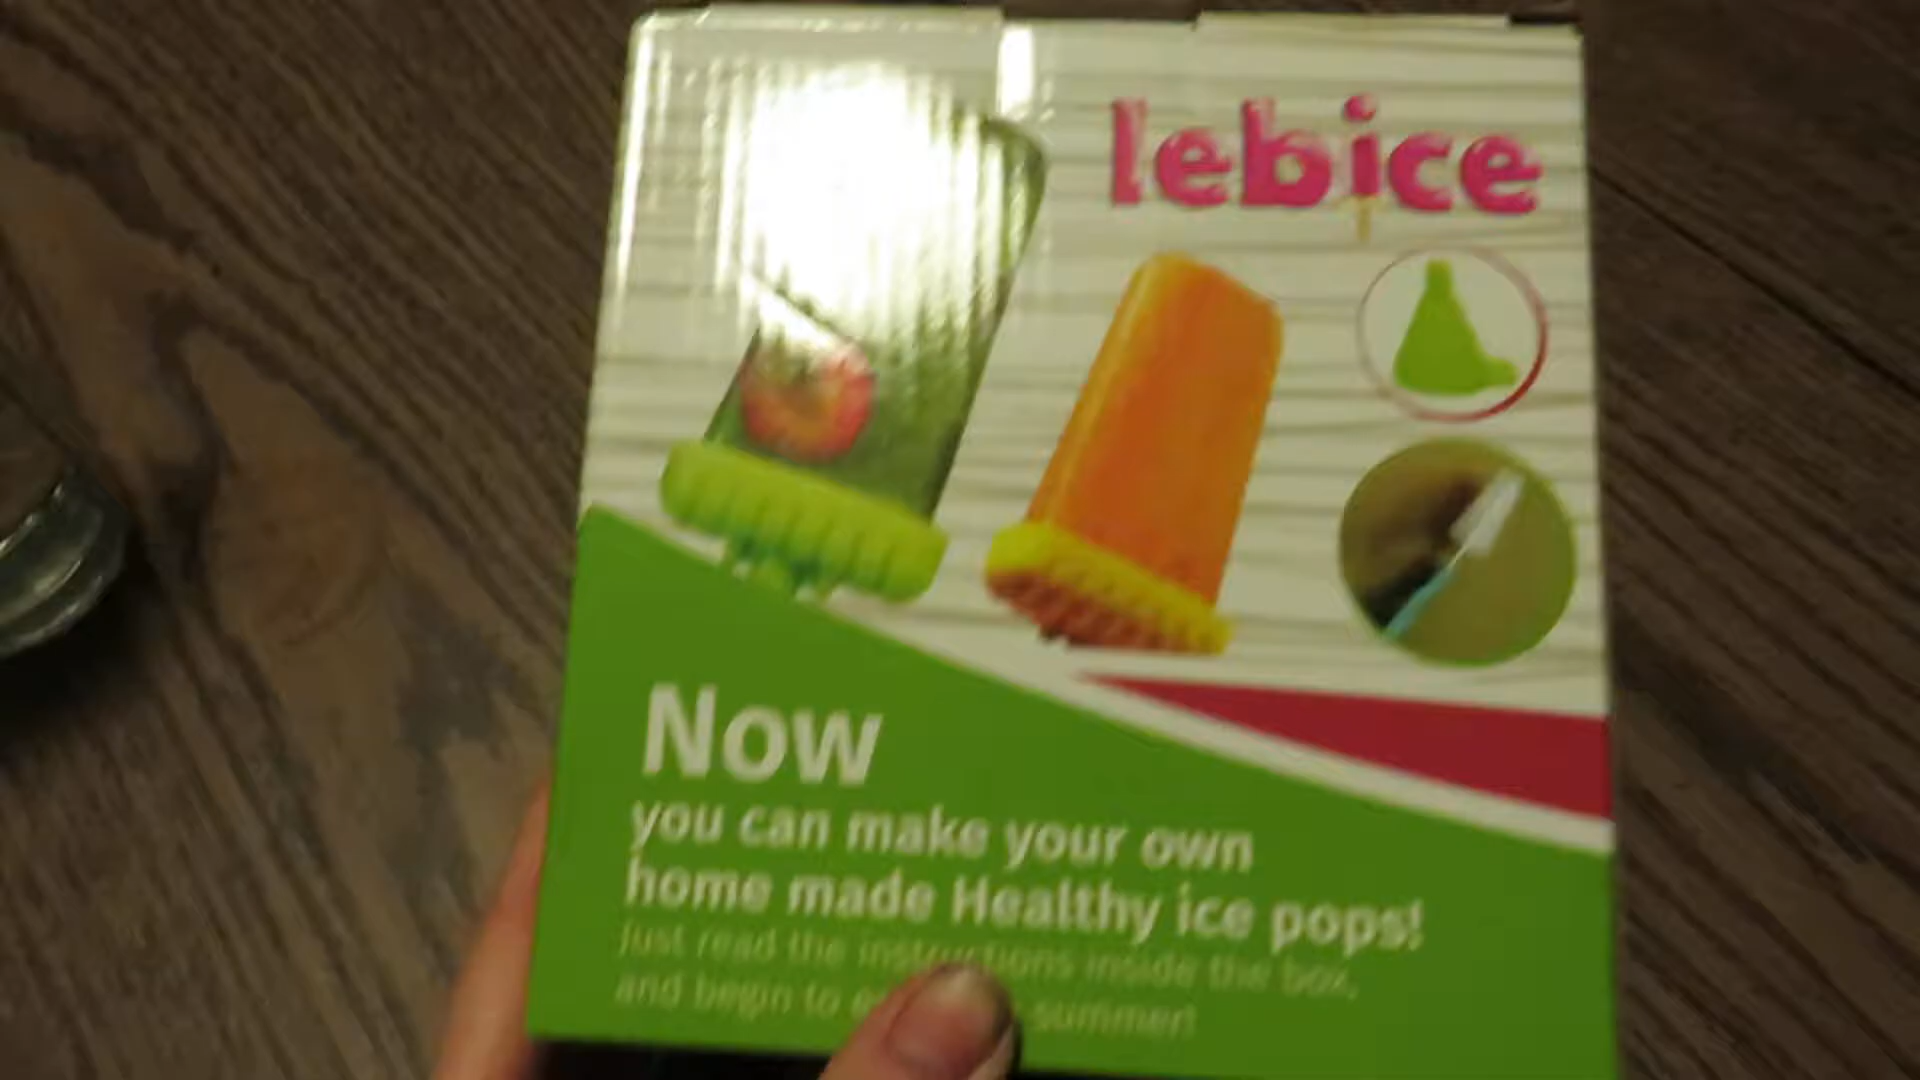 lebice
Now
you can make your own
home made Healthy ice pops!
Just read the instructions inside the box,
and begin to summer!